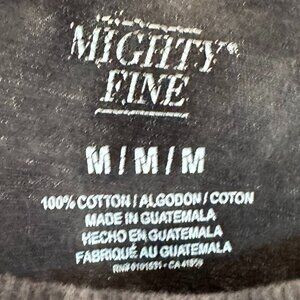 MIGHTY
FINE
M / M / M
100% COTTON / ALGODON / COTON
MADE IN GUATEMALA
HECHO EN GUATEMALA
FABRIQUÉ AU GUATEMALA